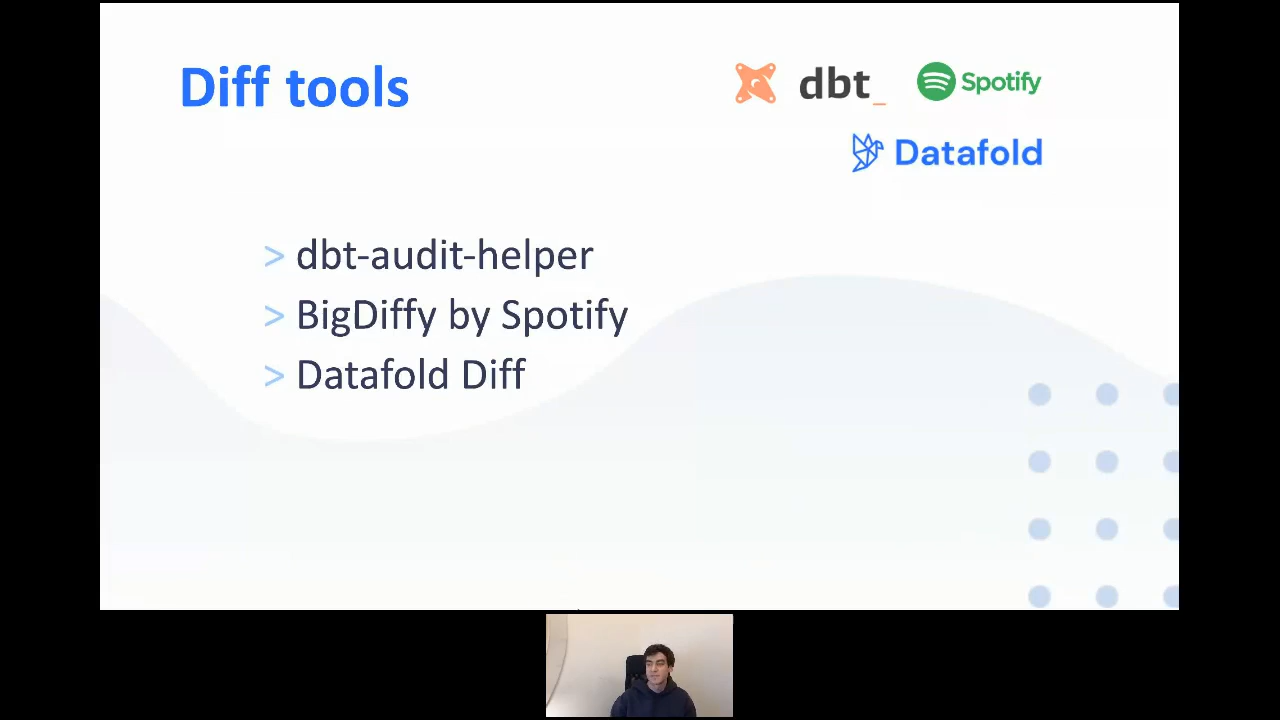 Diff tools
dbt_
Spotify
Datafold
> dbt-audit-helper
> BigDiffy by Spotify
> Datafold Diff